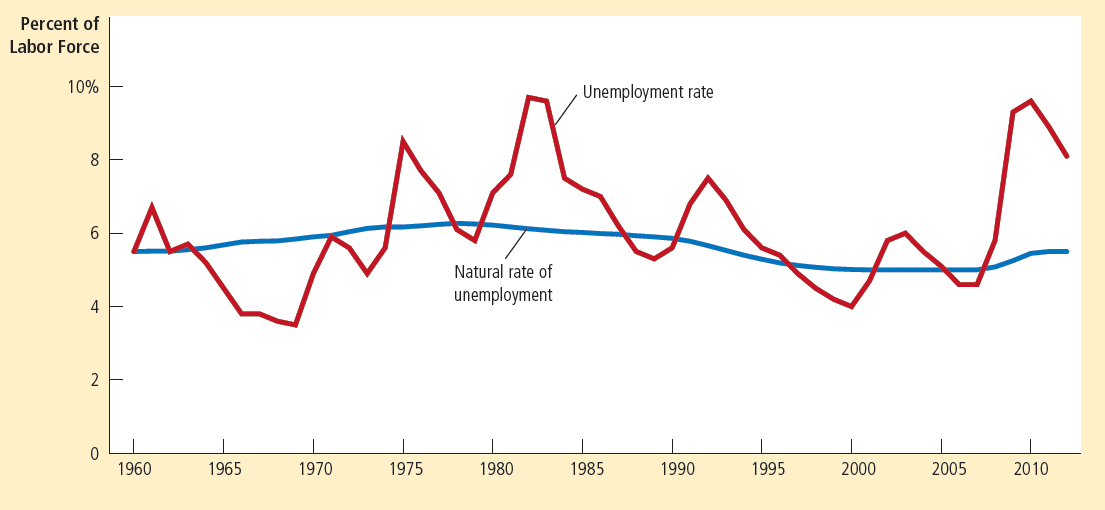 Percent of
Labor Force
10%
Unemployment rate
8
6
Natural rate of
unemployment
4
2
0
1960 1965 1970 1975 1980 1985 1990 1995 2000 2005 2010